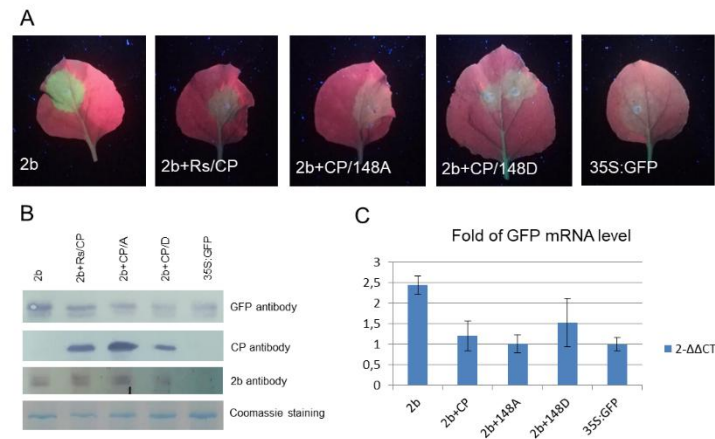 A
2b
2b+Rs/CP
2b+CP/148A
2b+CP/148D
35S:GFP
B
2b
2b+Rs/CP
2b+CP/A
2b+CP/D
35S:GFP
GFP antibody
CP antibody
2b antibody
Coomassie staining
C
Fold of GFP mRNA level
3
2,5
2
1,5
1
0,5
0
2b
2b+CP
2b+148A
2b+148D
35S:GFP
2-ΔΔCT